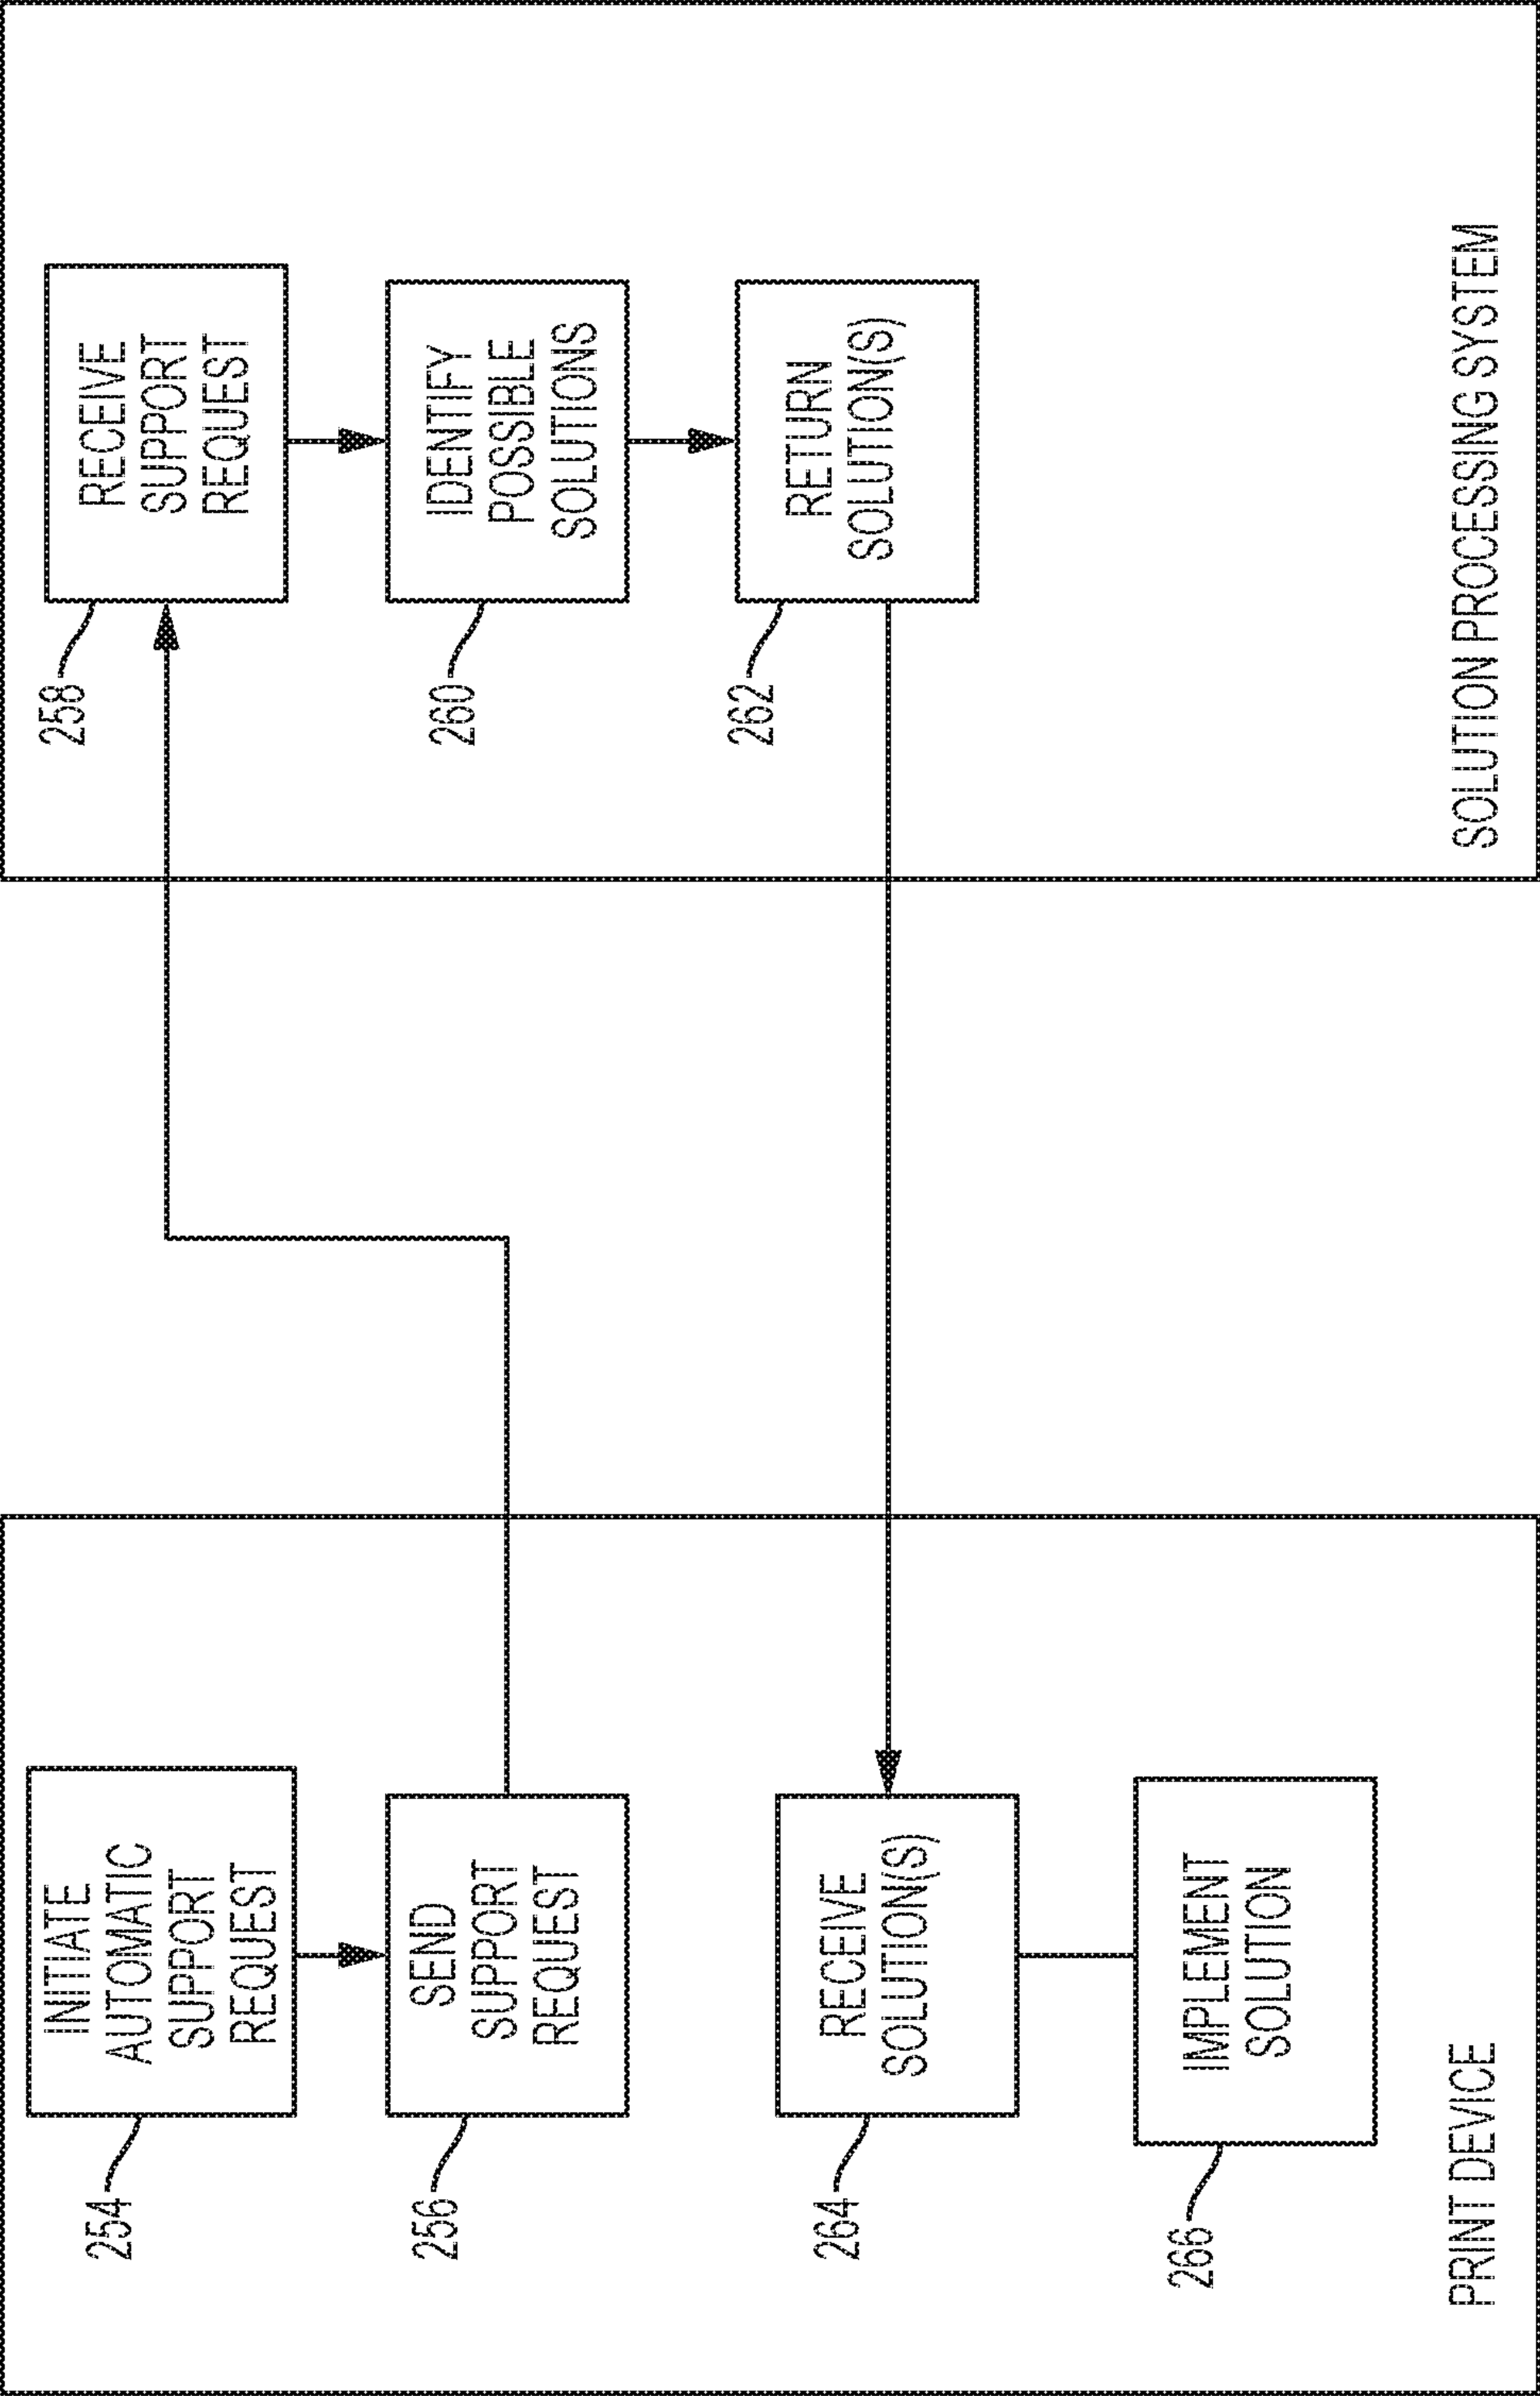 INITIATE
AUTOMATIC
SUPPORT
REQUEST
254
SEND
SUPPORT
REQUEST
256
RECEIVE
SOLUTION(S)
264
IMPLEMENT
SOLUTION
266
PRINT DEVICE
RECEIVE
SUPPORT
REQUEST
258
IDENTIFY
POSSIBLE
SOLUTIONS
260
RETURN
SOLUTION(S)
262
SOLUTION PROCESSING SYSTEM